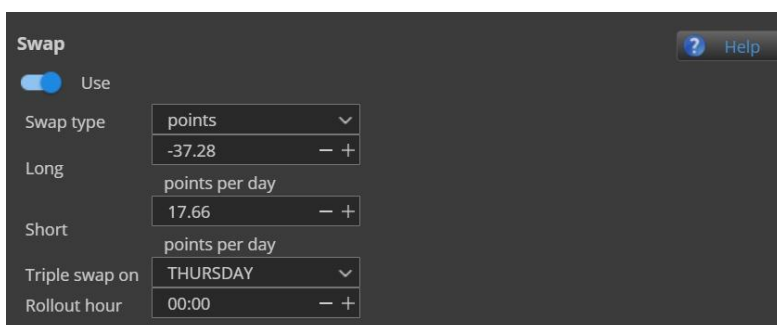 Swap
? Help
Use
Swap type points
-37.28 − +
Long
points per day
17.66 − +
Short
points per day
Triple swap on THURSDAY
Rollout hour 00:00 − +